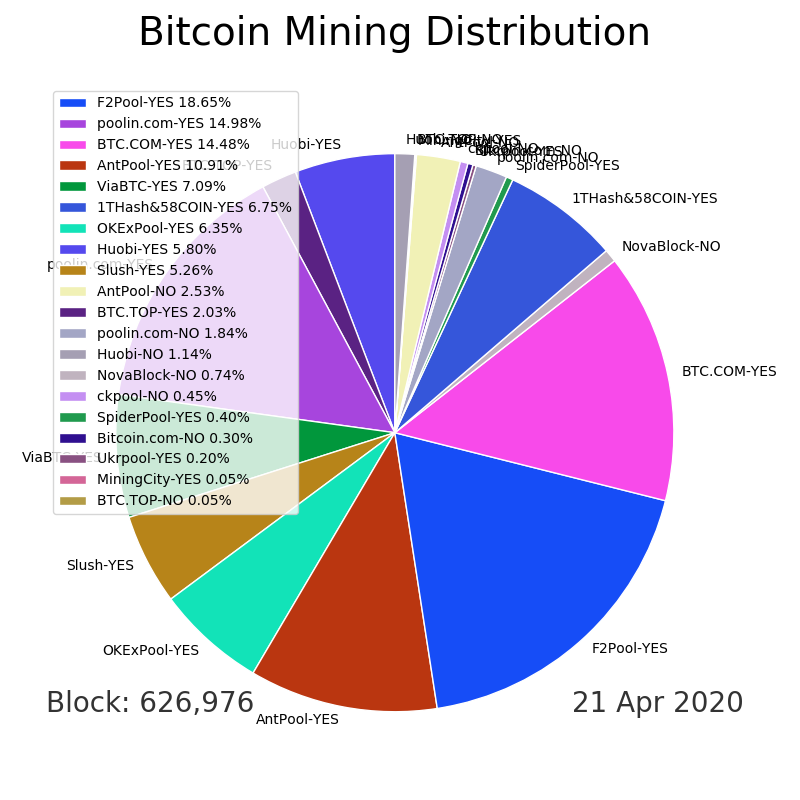 Bitcoin Mining Distribution
F2Pool-YES 18.65%
poolin.com-YES 14.98%
BTC.COM-YES 14.48%
AntPool-YES 10.91%
ViaBTC-YES 7.09%
1THash&58COIN-YES 6.75%
OKExPool-YES 6.35%
Huobi-YES 5.80%
Slush-YES 5.26%
AntPool-NO 2.53%
BTC.TOP-YES 2.03%
poolin.com-NO 1.84%
Huobi-NO 1.14%
NovaBlock-NO 0.74%
ckpool-NO 0.45%
SpiderPool-YES 0.40%
Bitcoin.com-NO 0.30%
Ukrpool-YES 0.20%
MiningCity-YES 0.05%
BTC.TOP-NO 0.05%
Huobi-YES
poolin.com-NO
SpiderPool-YES
1THash&58COIN-YES
NovaBlock-NO
BTC.COM-YES
F2Pool-YES
AntPool-YES
OKExPool-YES
Slush-YES
poolin.com-YES
Block: 626,976
21 Apr 2020